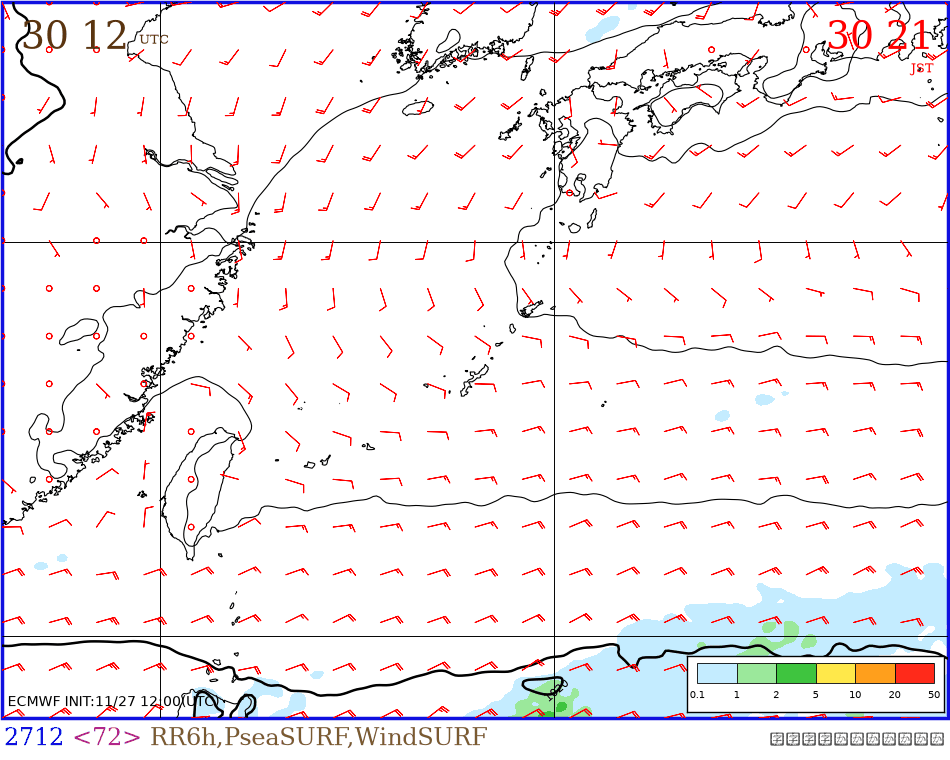 30 12 UTC
30 21
JST
ECMWF INIT:11/27 12:00(UTC)
0.1 1 2 5 10 20 50
2712 <72> RR6h,PseaSURF,WindSURF